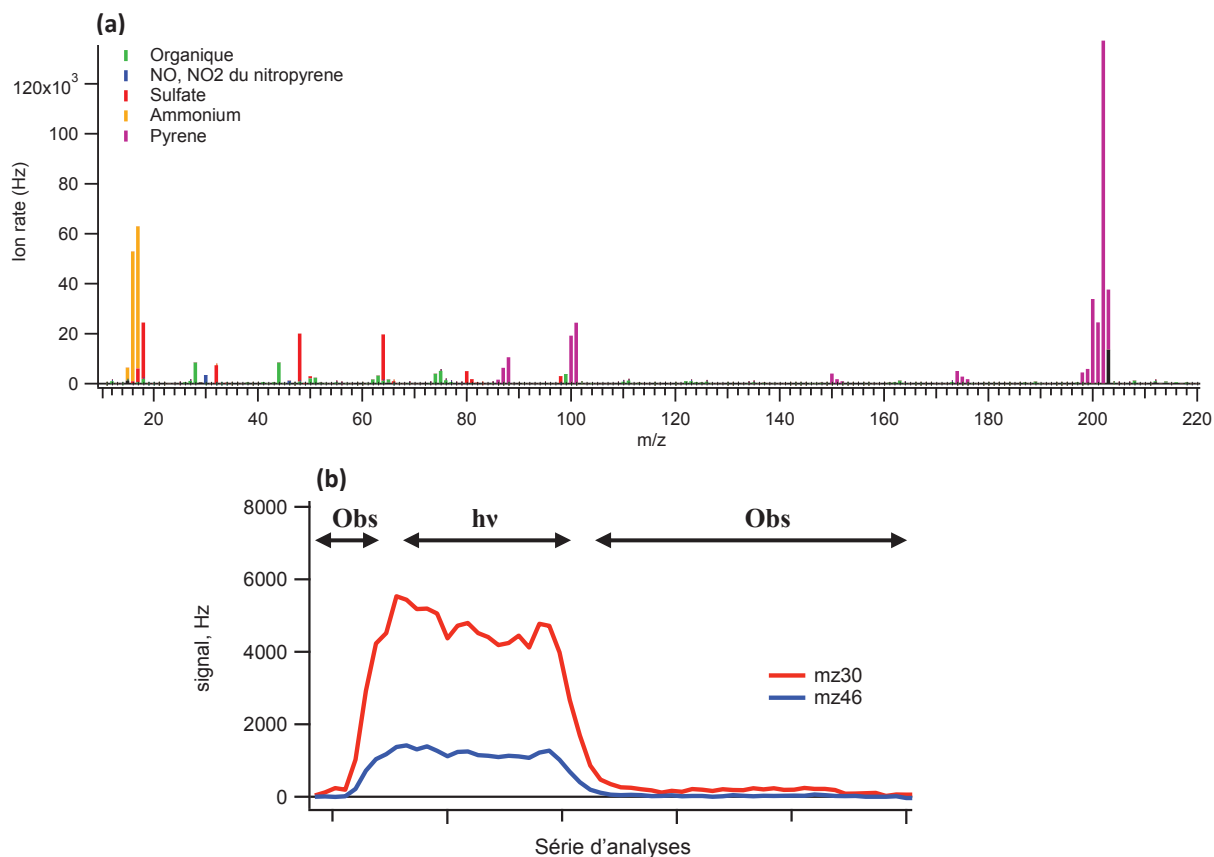 (a)
Organique
NO, NO2 du nitropyrene
Sulfate
Ammonium
Pyrene
120x10³
100
80
60
40
20
0
Ion rate (Hz)
20 40 60 80 100 120 140 160 180 200 220
m/z
(b)
8000
6000
4000
2000
0
signal, Hz
Obs hν Obs
mz30
mz46
Série d'analyses